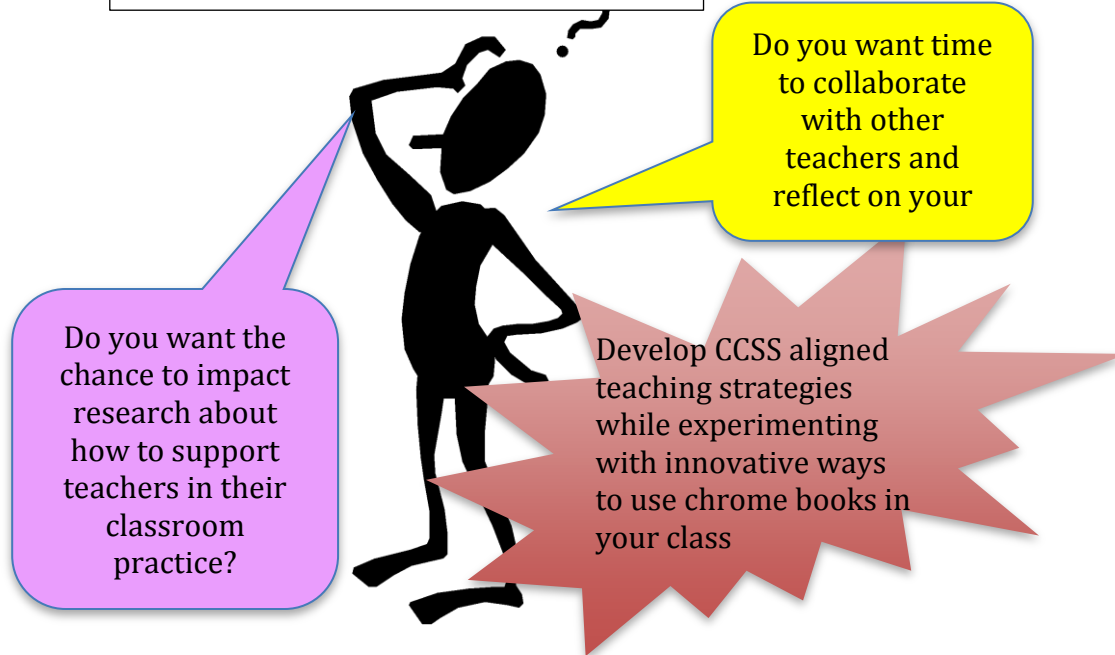 Do you want time
to collaborate
with other
teachers and
reflect on your
Do you want the
chance to impact
research about
how to support
teachers in their
classroom
practice?
Develop CCSS aligned
teaching strategies
while experimenting
with innovative ways
to use chrome books in
your class